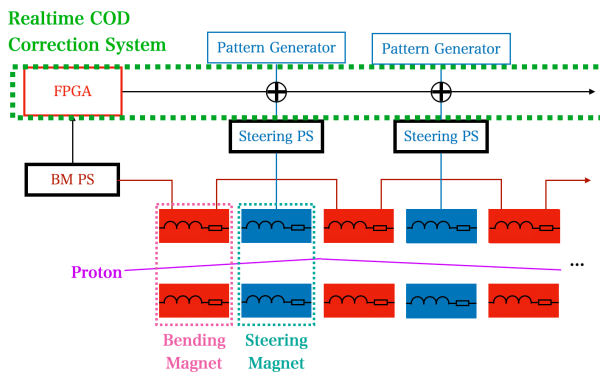 Realtime COD
Correction System
Pattern Generator
Pattern Generator
FPGA
Steering PS
Steering PS
BM PS
Proton
...
Bending
Magnet
Steering
Magnet